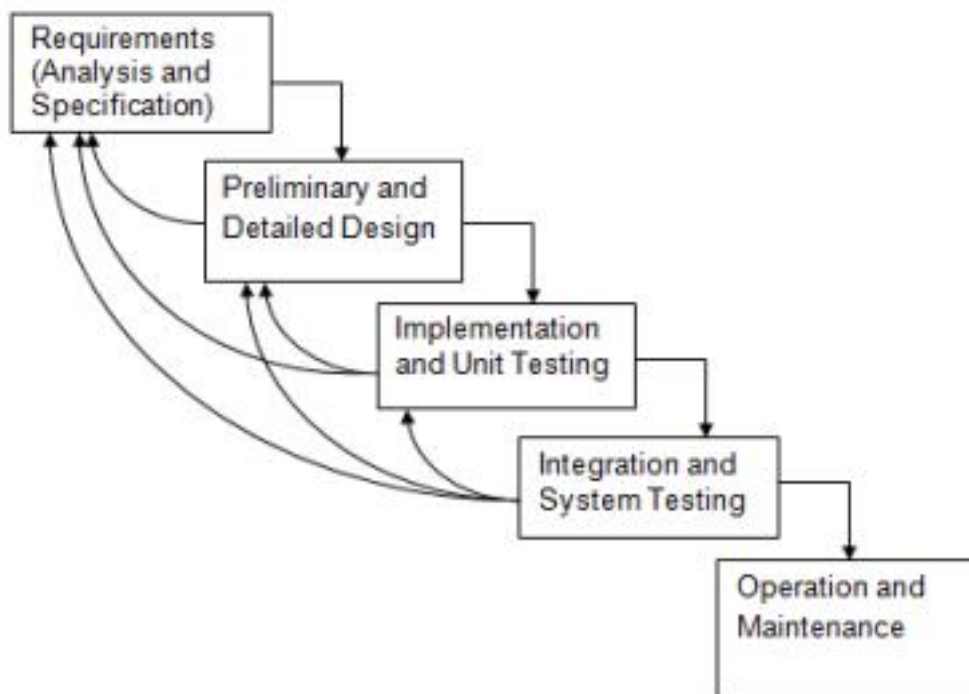 Requirements
(Analysis and
Specification)
Preliminary and
Detailed Design
Implementation
and Unit Testing
Integration and
System Testing
Operation and
Maintenance